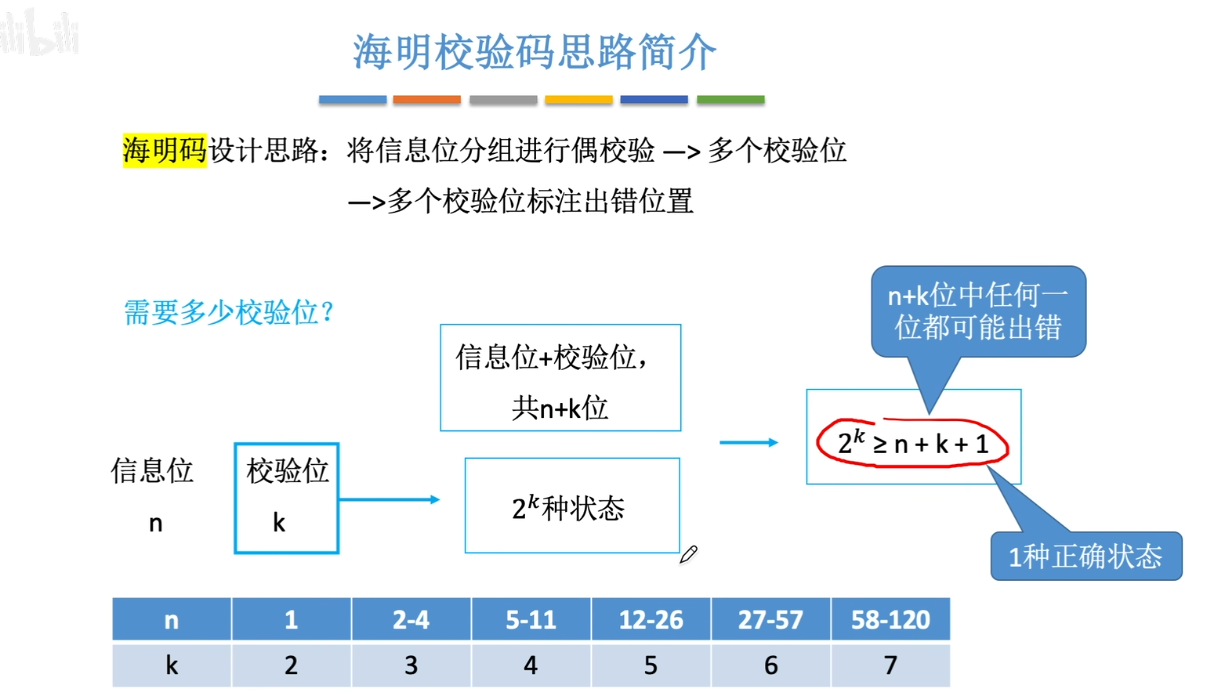 bilibili
海明校验码思路简介
海明码设计思路：将信息位分组进行偶校验 —> 多个校验位
—>多个校验位标注出错位置
需要多少校验位？
n+k位中任何一
位都可能出错
信息位+校验位，
共n+k位
2^k ≥ n + k + 1
信息位 校验位
n k
2^k种状态
1种正确状态
n 1 2-4 5-11 12-26 27-57 58-120
k 2 3 4 5 6 7